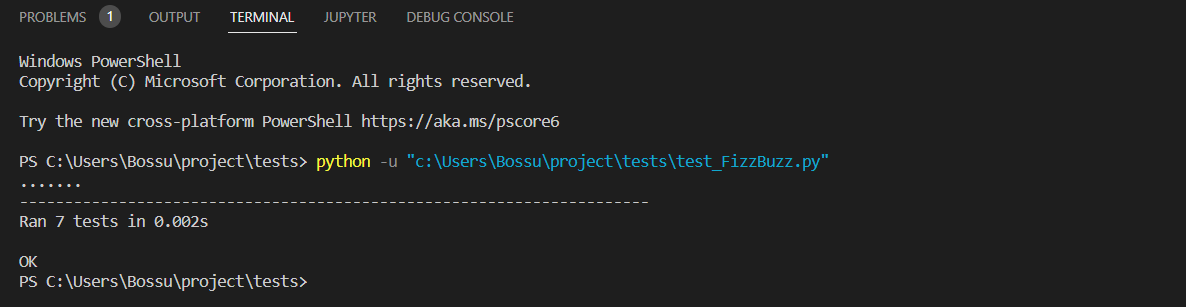 PROBLEMS 1 OUTPUT TERMINAL JUPYTER DEBUG CONSOLE
Windows PowerShell
Copyright (C) Microsoft Corporation. All rights reserved.
Try the new cross-platform PowerShell https://aka.ms/pscore6
PS C:\Users\Bossu\project\tests> python -u "c:\Users\Bossu\project\tests\test_FizzBuzz.py"
.......
----------------------------------------------------------------------
Ran 7 tests in 0.002s
OK
PS C:\Users\Bossu\project\tests>